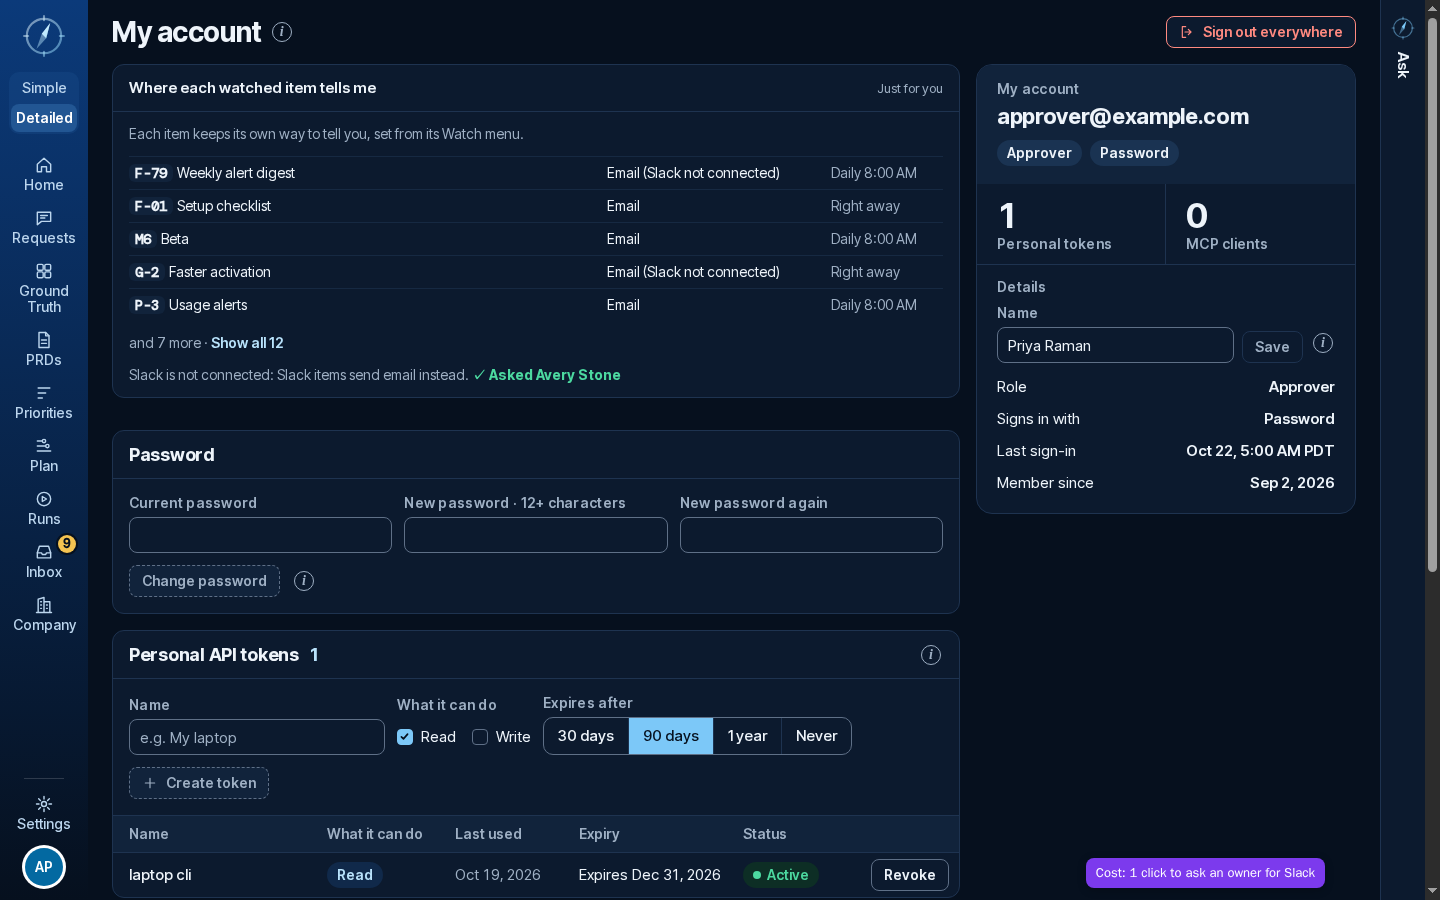 Simple
Detailed
Home
Requests
Ground
Truth
PRDs
Priorities
Plan
Runs
9
Inbox
Company
Settings
AP
My account
Sign out everywhere
Where each watched item tells me
Just for you
Each item keeps its own way to tell you, set from its Watch menu.
F-79 Weekly alert digest Email (Slack not connected) Daily 8:00 AM
F-01 Setup checklist Email Right away
M6 Beta Email Daily 8:00 AM
G-2 Faster activation Email (Slack not connected) Right away
P-3 Usage alerts Email Daily 8:00 AM
and 7 more · Show all 12
Slack is not connected: Slack items send email instead. ✓ Asked Avery Stone
Password
Current password New password · 12+ characters New password again
Change password
Personal API tokens 1
Name What it can do Expires after
e.g. My laptop Read Write 30 days 90 days 1 year Never
+ Create token
Name What it can do Last used Expiry Status
laptop cli Read Oct 19, 2026 Expires Dec 31, 2026 Active Revoke
My account
approver@example.com
Approver Password
1 0
Personal tokens MCP clients
Details
Name
Priya Raman Save
Role Approver
Signs in with Password
Last sign-in Oct 22, 5:00 AM PDT
Member since Sep 2, 2026
Cost: 1 click to ask an owner for Slack
Ask